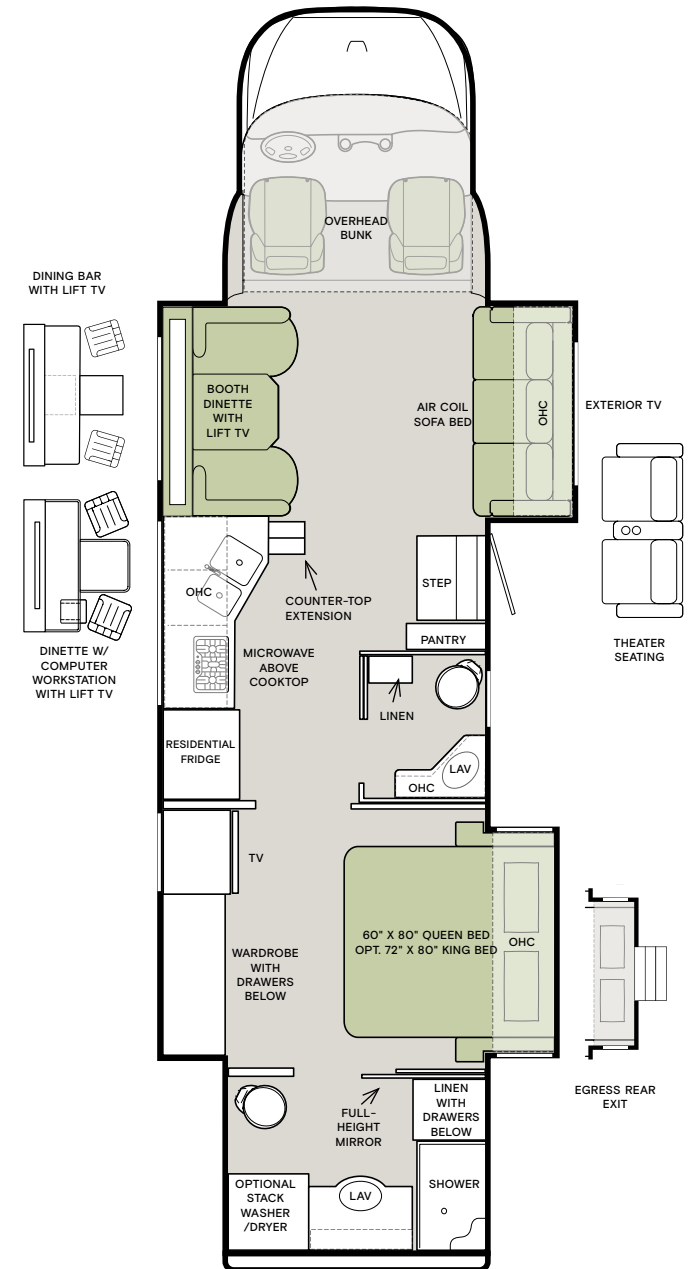 OVERHEAD
BUNK
DINING BAR
WITH LIFT TV
BOOTH
DINETTE
WITH
LIFT TV
AIR COIL
SOFA BED
OHC
EXTERIOR TV
OHC
COUNTER-TOP
EXTENSION
STEP
PANTRY
THEATER
SEATING
DINETTE W/
COMPUTER
WORKSTATION
WITH LIFT TV
MICROWAVE
ABOVE
COOKTOP
LINEN
RESIDENTIAL
FRIDGE
LAV
OHC
TV
60" X 80" QUEEN BED
OPT. 72" X 80" KING BED
OHC
WARDROBE
WITH
DRAWERS
BELOW
EGRESS REAR
EXIT
FULL-
HEIGHT
MIRROR
LINEN
WITH
DRAWERS
BELOW
OPTIONAL
STACK
WASHER
/DRYER
LAV
SHOWER